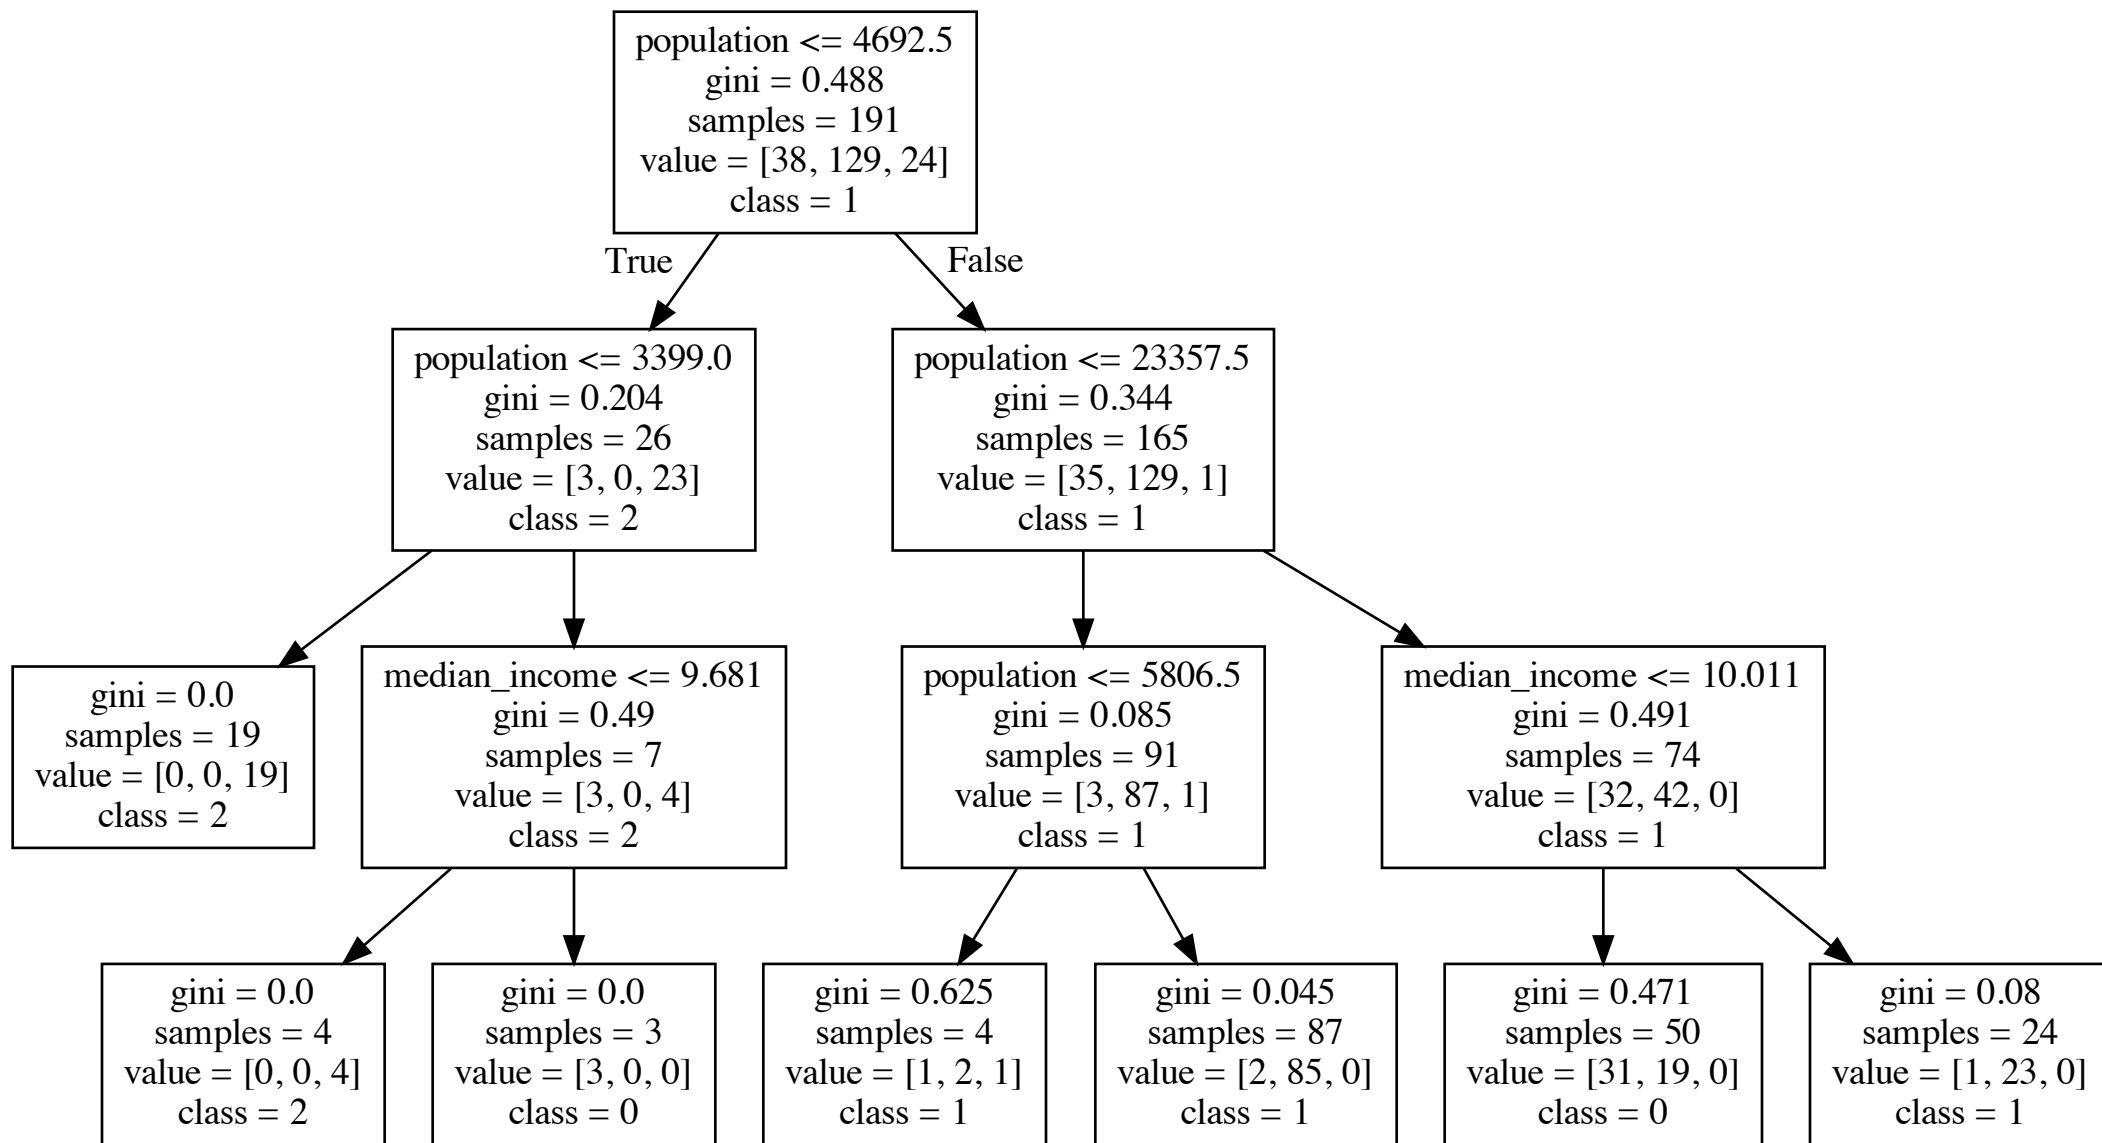 population <= 4692.5
gini = 0.488
samples = 191
value = [38, 129, 24]
class = 1
True
False
population <= 3399.0
gini = 0.204
samples = 26
value = [3, 0, 23]
class = 2
population <= 23357.5
gini = 0.344
samples = 165
value = [35, 129, 1]
class = 1
gini = 0.0
samples = 19
value = [0, 0, 19]
class = 2
median_income <= 9.681
gini = 0.49
samples = 7
value = [3, 0, 4]
class = 2
population <= 5806.5
gini = 0.085
samples = 91
value = [3, 87, 1]
class = 1
median_income <= 10.011
gini = 0.491
samples = 74
value = [32, 42, 0]
class = 1
gini = 0.0
samples = 4
value = [0, 0, 4]
class = 2
gini = 0.0
samples = 3
value = [3, 0, 0]
class = 0
gini = 0.625
samples = 4
value = [1, 2, 1]
class = 1
gini = 0.045
samples = 87
value = [2, 85, 0]
class = 1
gini = 0.471
samples = 50
value = [31, 19, 0]
class = 0
gini = 0.08
samples = 24
value = [1, 23, 0]
class = 1